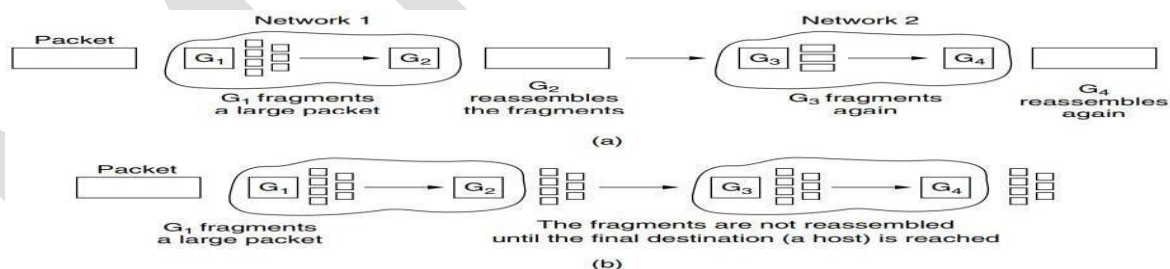 Network 1
Network 2
Packet
G1
G2
G3
G4
G1 fragments
a large packet
G2
reassembles
the fragments
G3 fragments
again
G4
reassembles
again
(a)
Packet
G1
G2
G3
G4
G1 fragments
a large packet
The fragments are not reassembled
until the final destination (a host) is reached
(b)